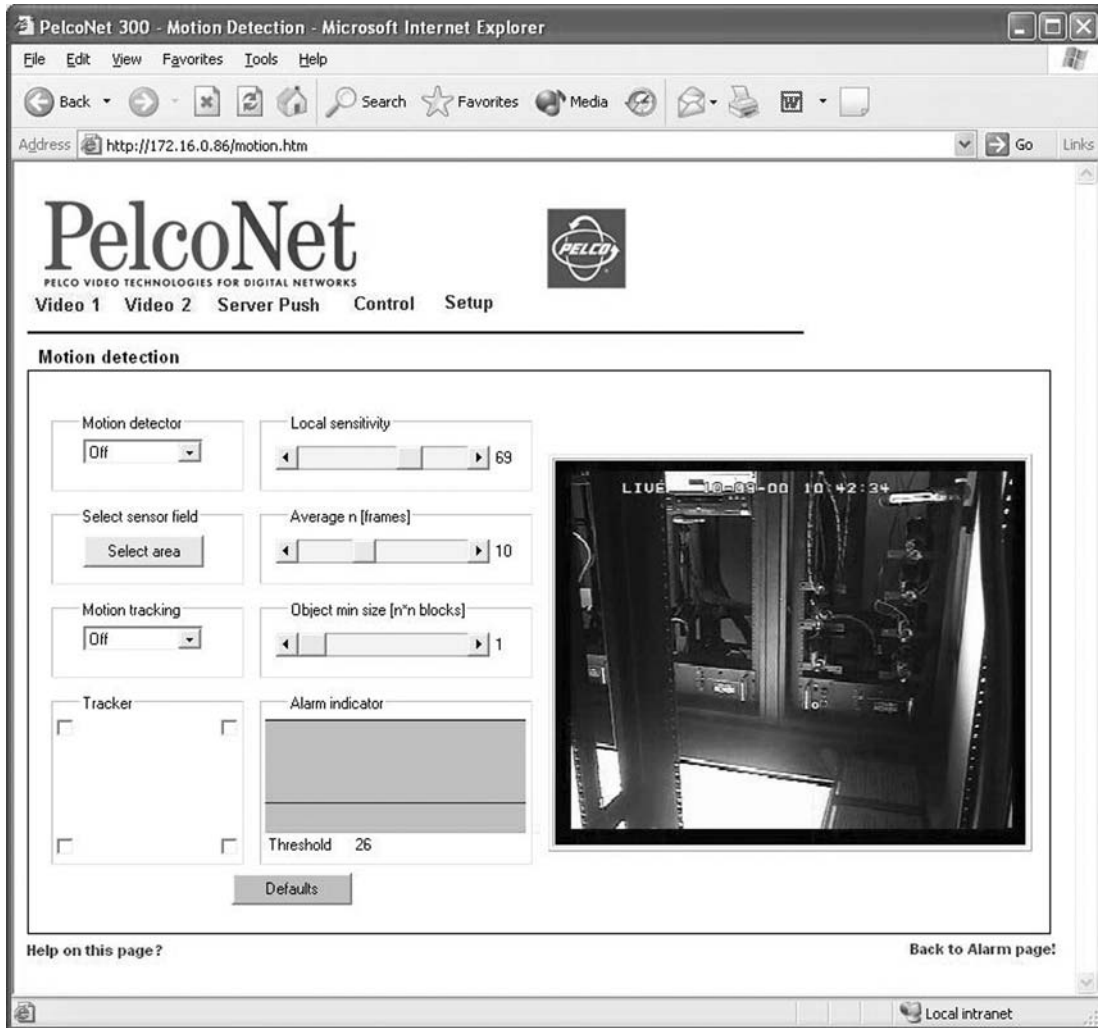 PelcoNet 300 - Motion Detection - Microsoft Internet Explorer
File Edit View Favorites Tools Help
Back Search Favorites Media
Address http://172.16.0.86/motion.htm Go Links
PelcoNet
PELCO VIDEO TECHNOLOGIES FOR DIGITAL NETWORKS
PELCO
Video 1 Video 2 Server Push Control Setup
Motion detection
Motion detector
Off
Local sensitivity
69
Select sensor field
Select area
Average n [frames]
10
Motion tracking
Off
Object min size [n*n blocks]
1
Tracker
Alarm indicator
Threshold 26
Defaults
LIVE 10-09-00 10:42:34
Help on this page?
Back to Alarm page!
Local intranet